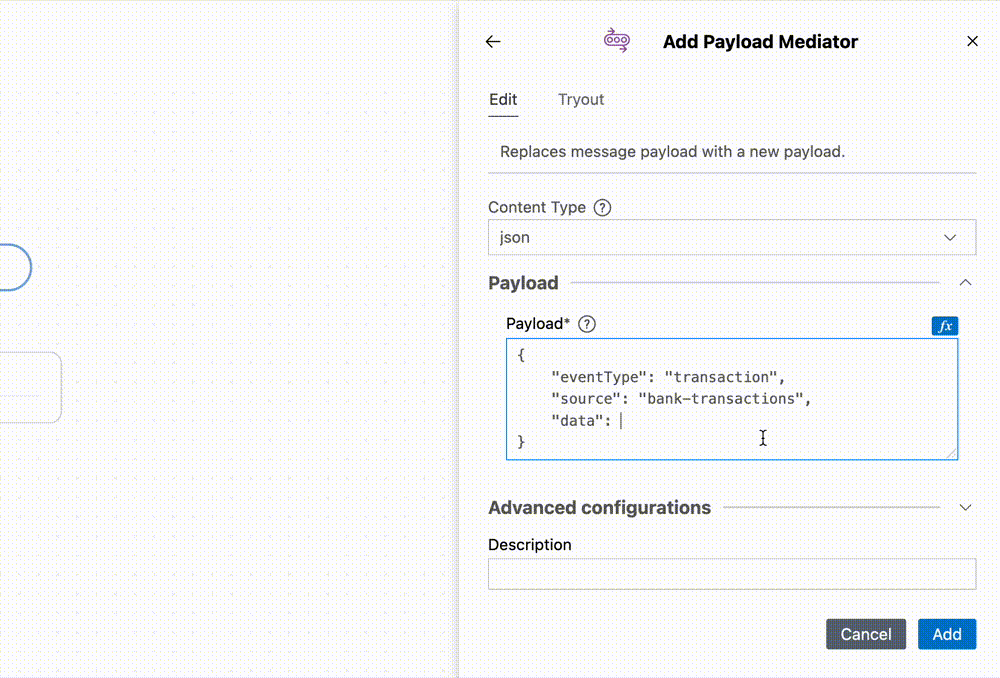 Add Payload Mediator
Edit
Tryout
Replaces message payload with a new payload.
Content Type ?
json
Payload
Payload* ?
fx
{
    "eventType": "transaction",
    "source": "bank-transactions",
    "data":
}
Advanced configurations
Description
Cancel
Add